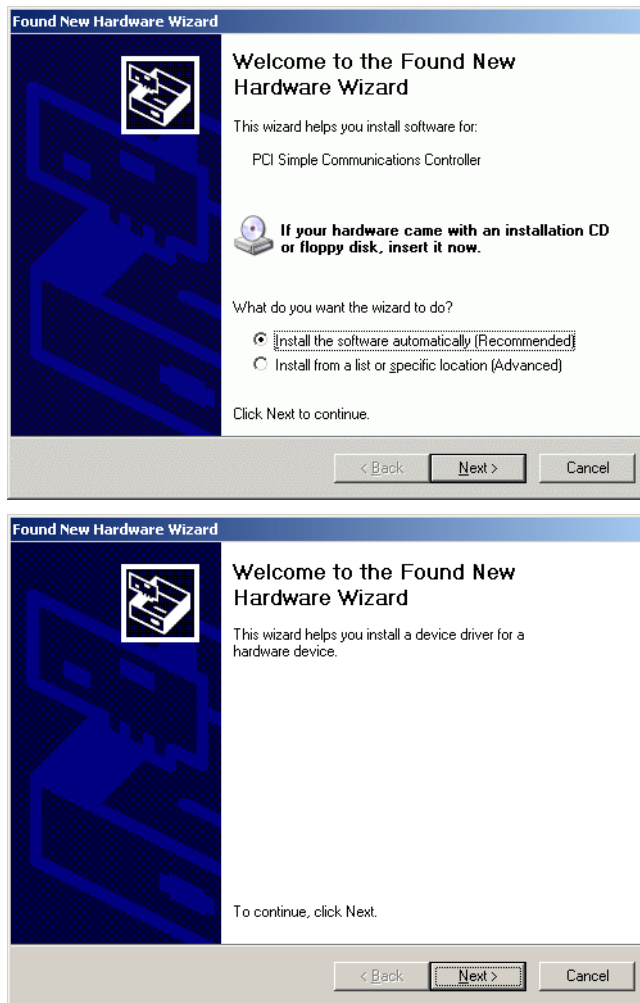 Found New Hardware Wizard
Welcome to the Found New
Hardware Wizard
This wizard helps you install software for:
PCI Simple Communications Controller
If your hardware came with an installation CD
or floppy disk, insert it now.
What do you want the wizard to do?
Install the software automatically (Recommended)
Install from a list or specific location (Advanced)
Click Next to continue.
< Back Next > Cancel
Found New Hardware Wizard
Welcome to the Found New
Hardware Wizard
This wizard helps you install a device driver for a
hardware device.
To continue, click Next.
< Back Next > Cancel